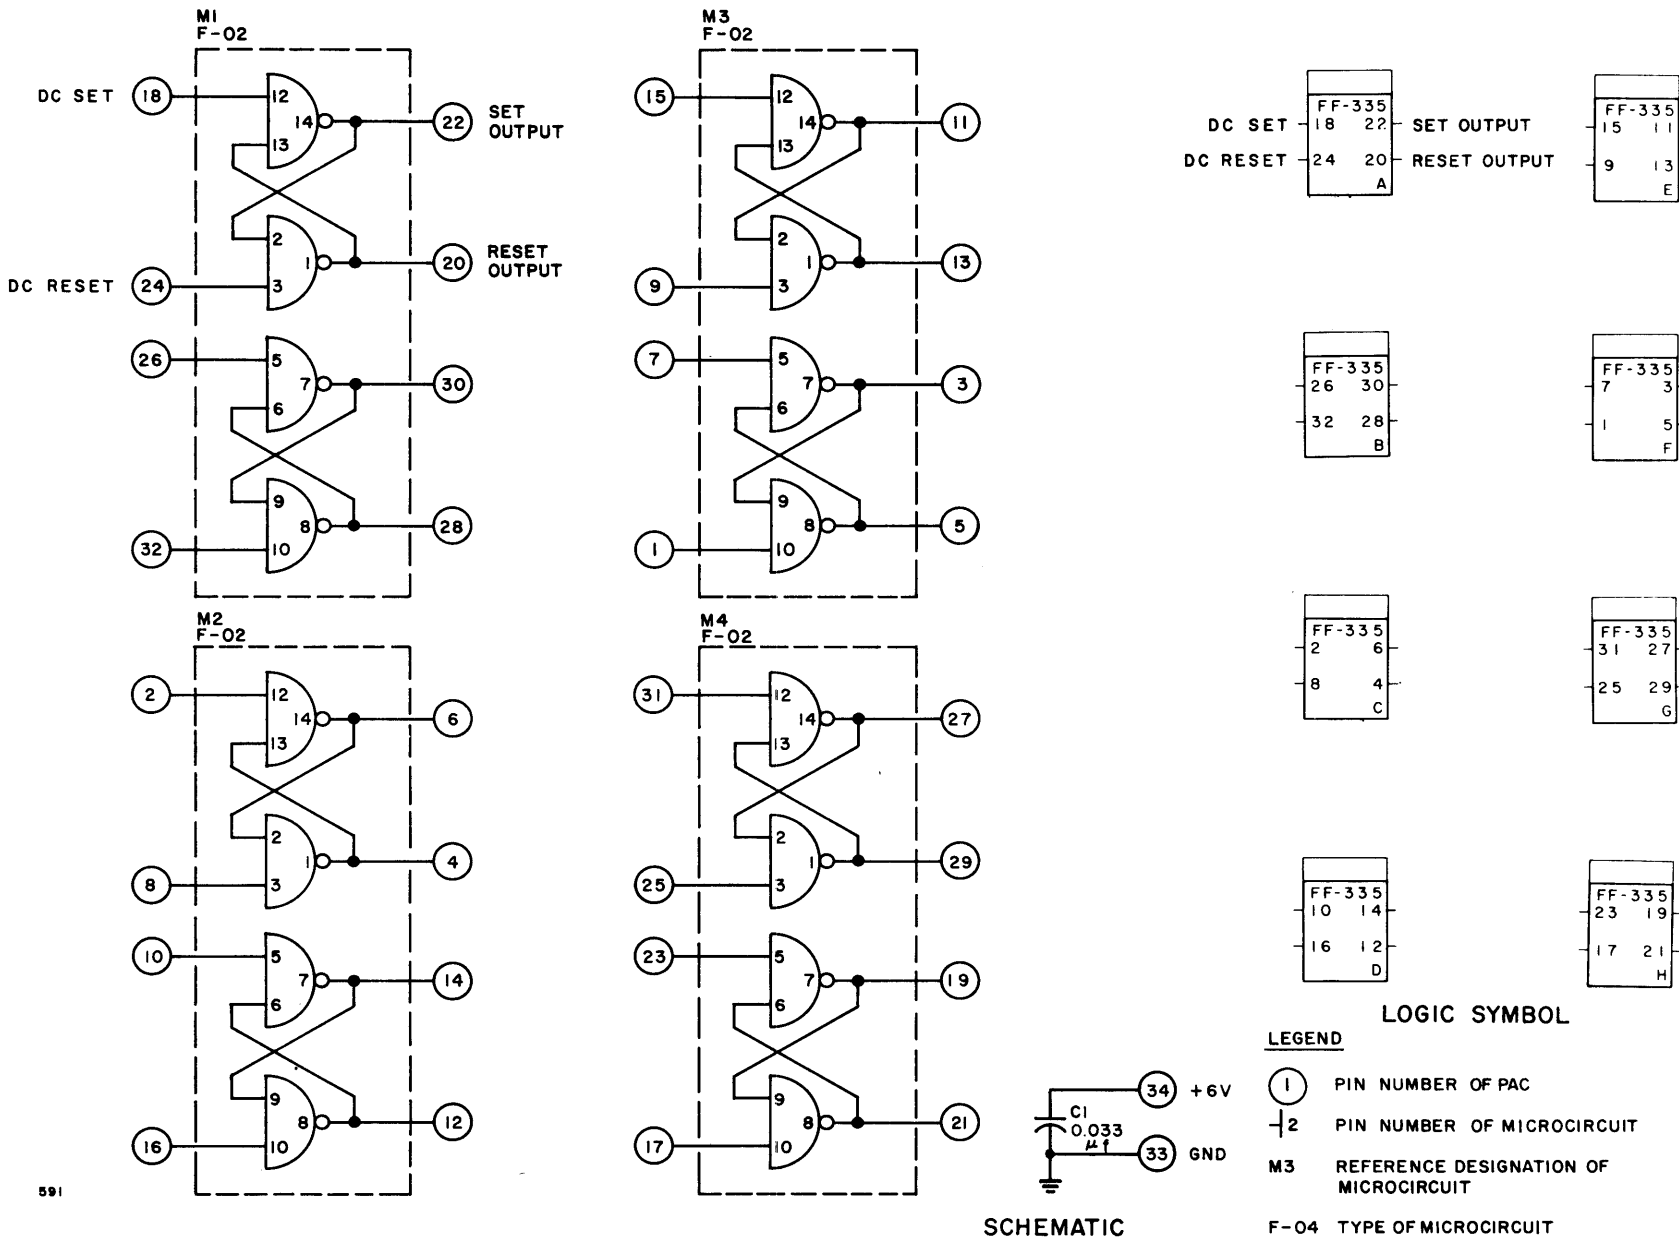 M1
F-02
DC SET 18 12 14 13 22 SET
OUTPUT
2 1 3 20 RESET
OUTPUT
DC RESET 24
26 5 7 6 30
9 8 10 28
32
M3
F-02
15 12 14 13 11
2 1 3 13
9
7 5 7 6 3
9 8 10 5
1
M2
F-02
2 12 14 13 6
2 1 3 4
8
10 5 7 6 14
9 8 10 12
16
M4
F-02
31 12 14 13 27
2 1 3 29
25
23 5 7 6 19
9 8 10 21
17
FF-335
DC SET 18 22 SET OUTPUT
DC RESET 24 20 RESET OUTPUT
A
FF-335
15 11
9 13
E
FF-335
26 30
32 28
B
FF-335
7 3
1 5
F
FF-335
2 6
8 4
C
FF-335
31 27
25 29
G
FF-335
10 14
16 12
D
FF-335
23 19
17 21
H
LOGIC SYMBOL
34 +6V
C1
0.033
μf
33 GND
LEGEND
1 PIN NUMBER OF PAC
2 PIN NUMBER OF MICROCIRCUIT
M3 REFERENCE DESIGNATION OF
MICROCIRCUIT
F-04 TYPE OF MICROCIRCUIT
591
SCHEMATIC